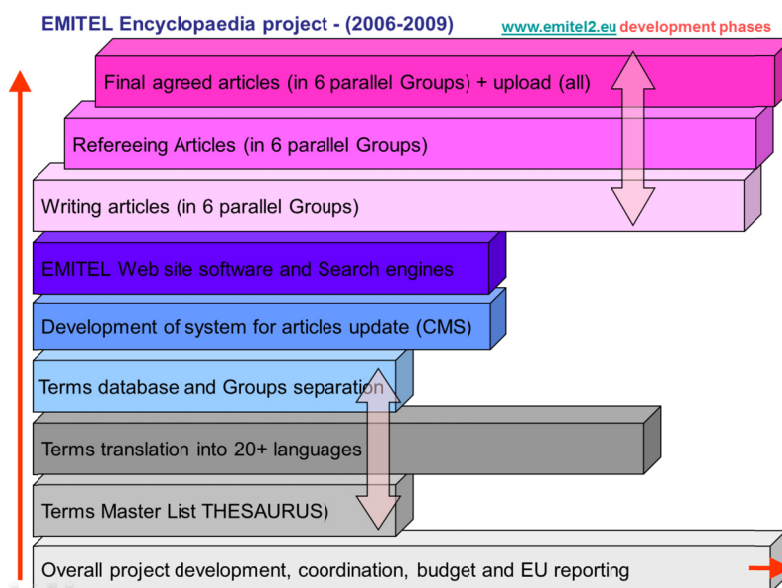 EMITEL Encyclopaedia project - (2006-2009) www.emitel2.eu development phases
Final agreed articles (in 6 parallel Groups) + upload (all)
Refereeing Articles (in 6 parallel Groups)
Writing articles (in 6 parallel Groups)
EMITEL Web site software and Search engines
Development of system for articles update (CMS)
Terms database and Groups separation
Terms translation into 20+ languages
Terms Master List THESAURUS)
Overall project development, coordination, budget and EU reporting